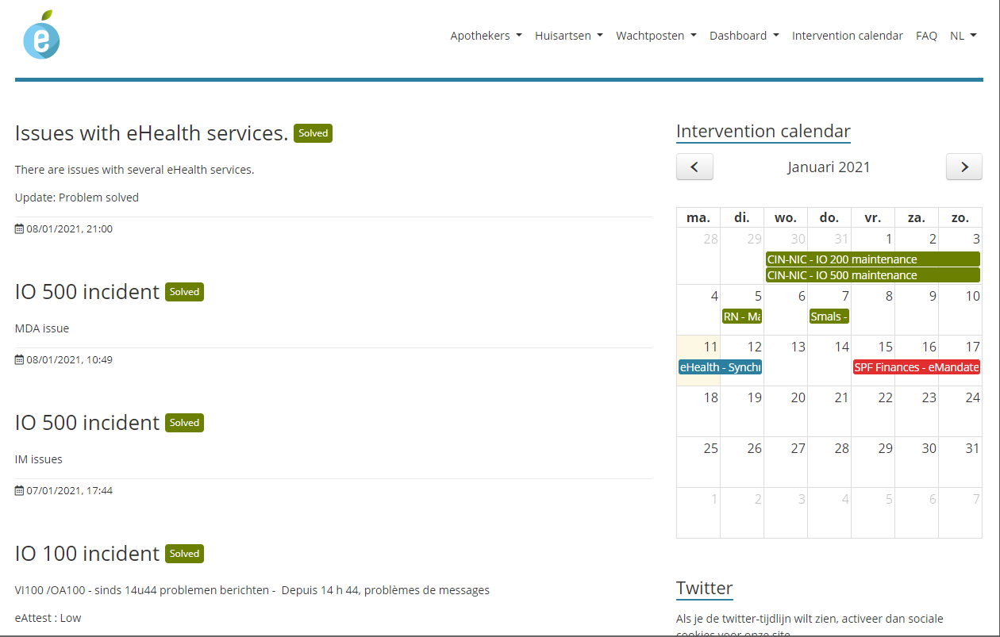 e
Apothekers Huisartsen Wachtposten Dashboard Intervention calendar FAQ NL
Issues with eHealth services. Solved
There are issues with several eHealth services.
Update: Problem solved
08/01/2021, 21:00
IO 500 incident Solved
MDA issue
08/01/2021, 10:49
IO 500 incident Solved
IM issues
07/01/2021, 17:44
IO 100 incident Solved
VI100 /OA100 - sinds 14u44 problemen berichten - Depuis 14 h 44, problèmes de messages
eAttest : Low
Intervention calendar
Januari 2021
ma. di. wo. do. vr. za. zo.
28 29 30 31 1 2 3
CIN-NIC - IO 200 maintenance
CIN-NIC - IO 500 maintenance
4 5 6 7 8 9 10
RN - Ma Smals -
11 12 13 14 15 16 17
eHealth - Synchr SPF Finances - eMandate
18 19 20 21 22 23 24
25 26 27 28 29 30 31
1 2 3 4 5 6 7
Twitter
Als je de twitter-tijdlijn wilt zien, activeer dan sociale
cookies voor onze site